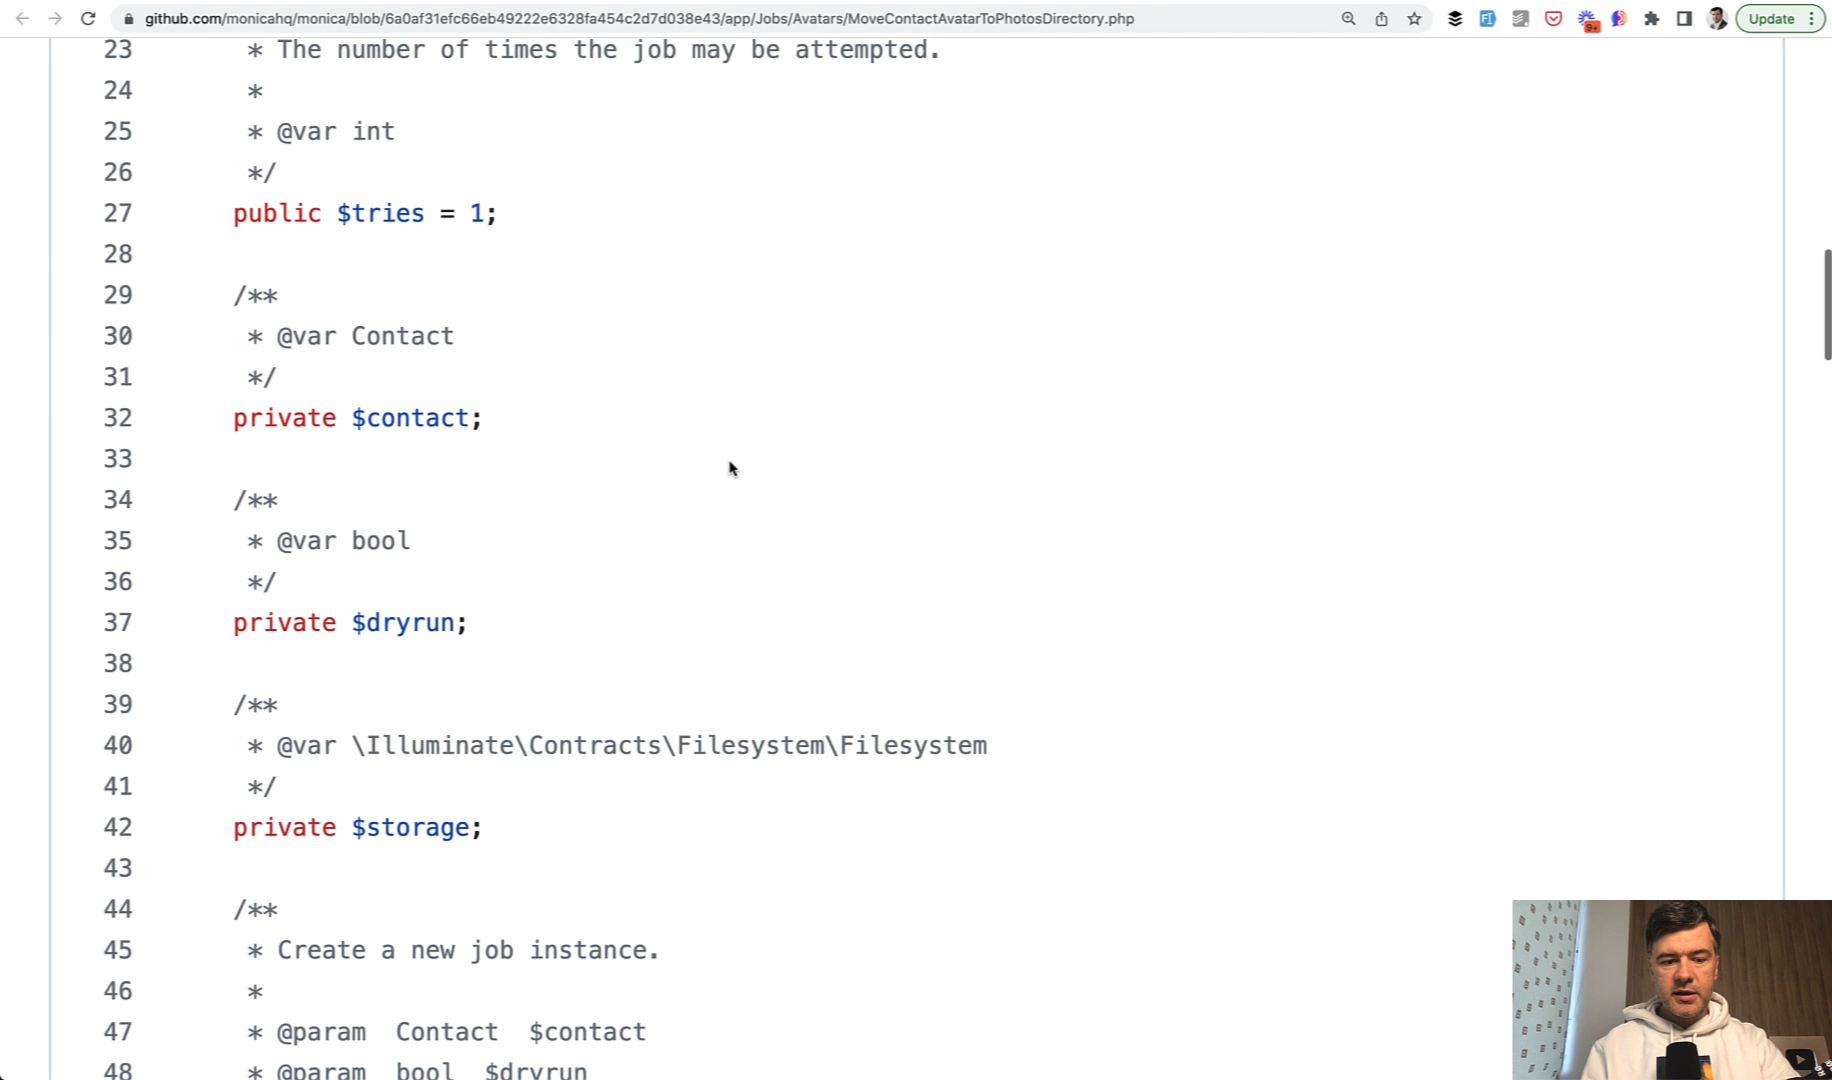 github.com/monicahq/monica/blob/6a0af31efc66eb49222e6328fa454c2d7d038e43/app/Jobs/Avatars/MoveContactAvatarToPhotosDirectory.php
9+
Update
23 * The number of times the job may be attempted.
24 *
25 * @var int
26 */
27 public $tries = 1;
28
29 /**
30 * @var Contact
31 */
32 private $contact;
33
34 /**
35 * @var bool
36 */
37 private $dryrun;
38
39 /**
40 * @var \Illuminate\Contracts\Filesystem\Filesystem
41 */
42 private $storage;
43
44 /**
45 * Create a new job instance.
46 *
47 * @param Contact $contact
48 * @param bool $dryrun